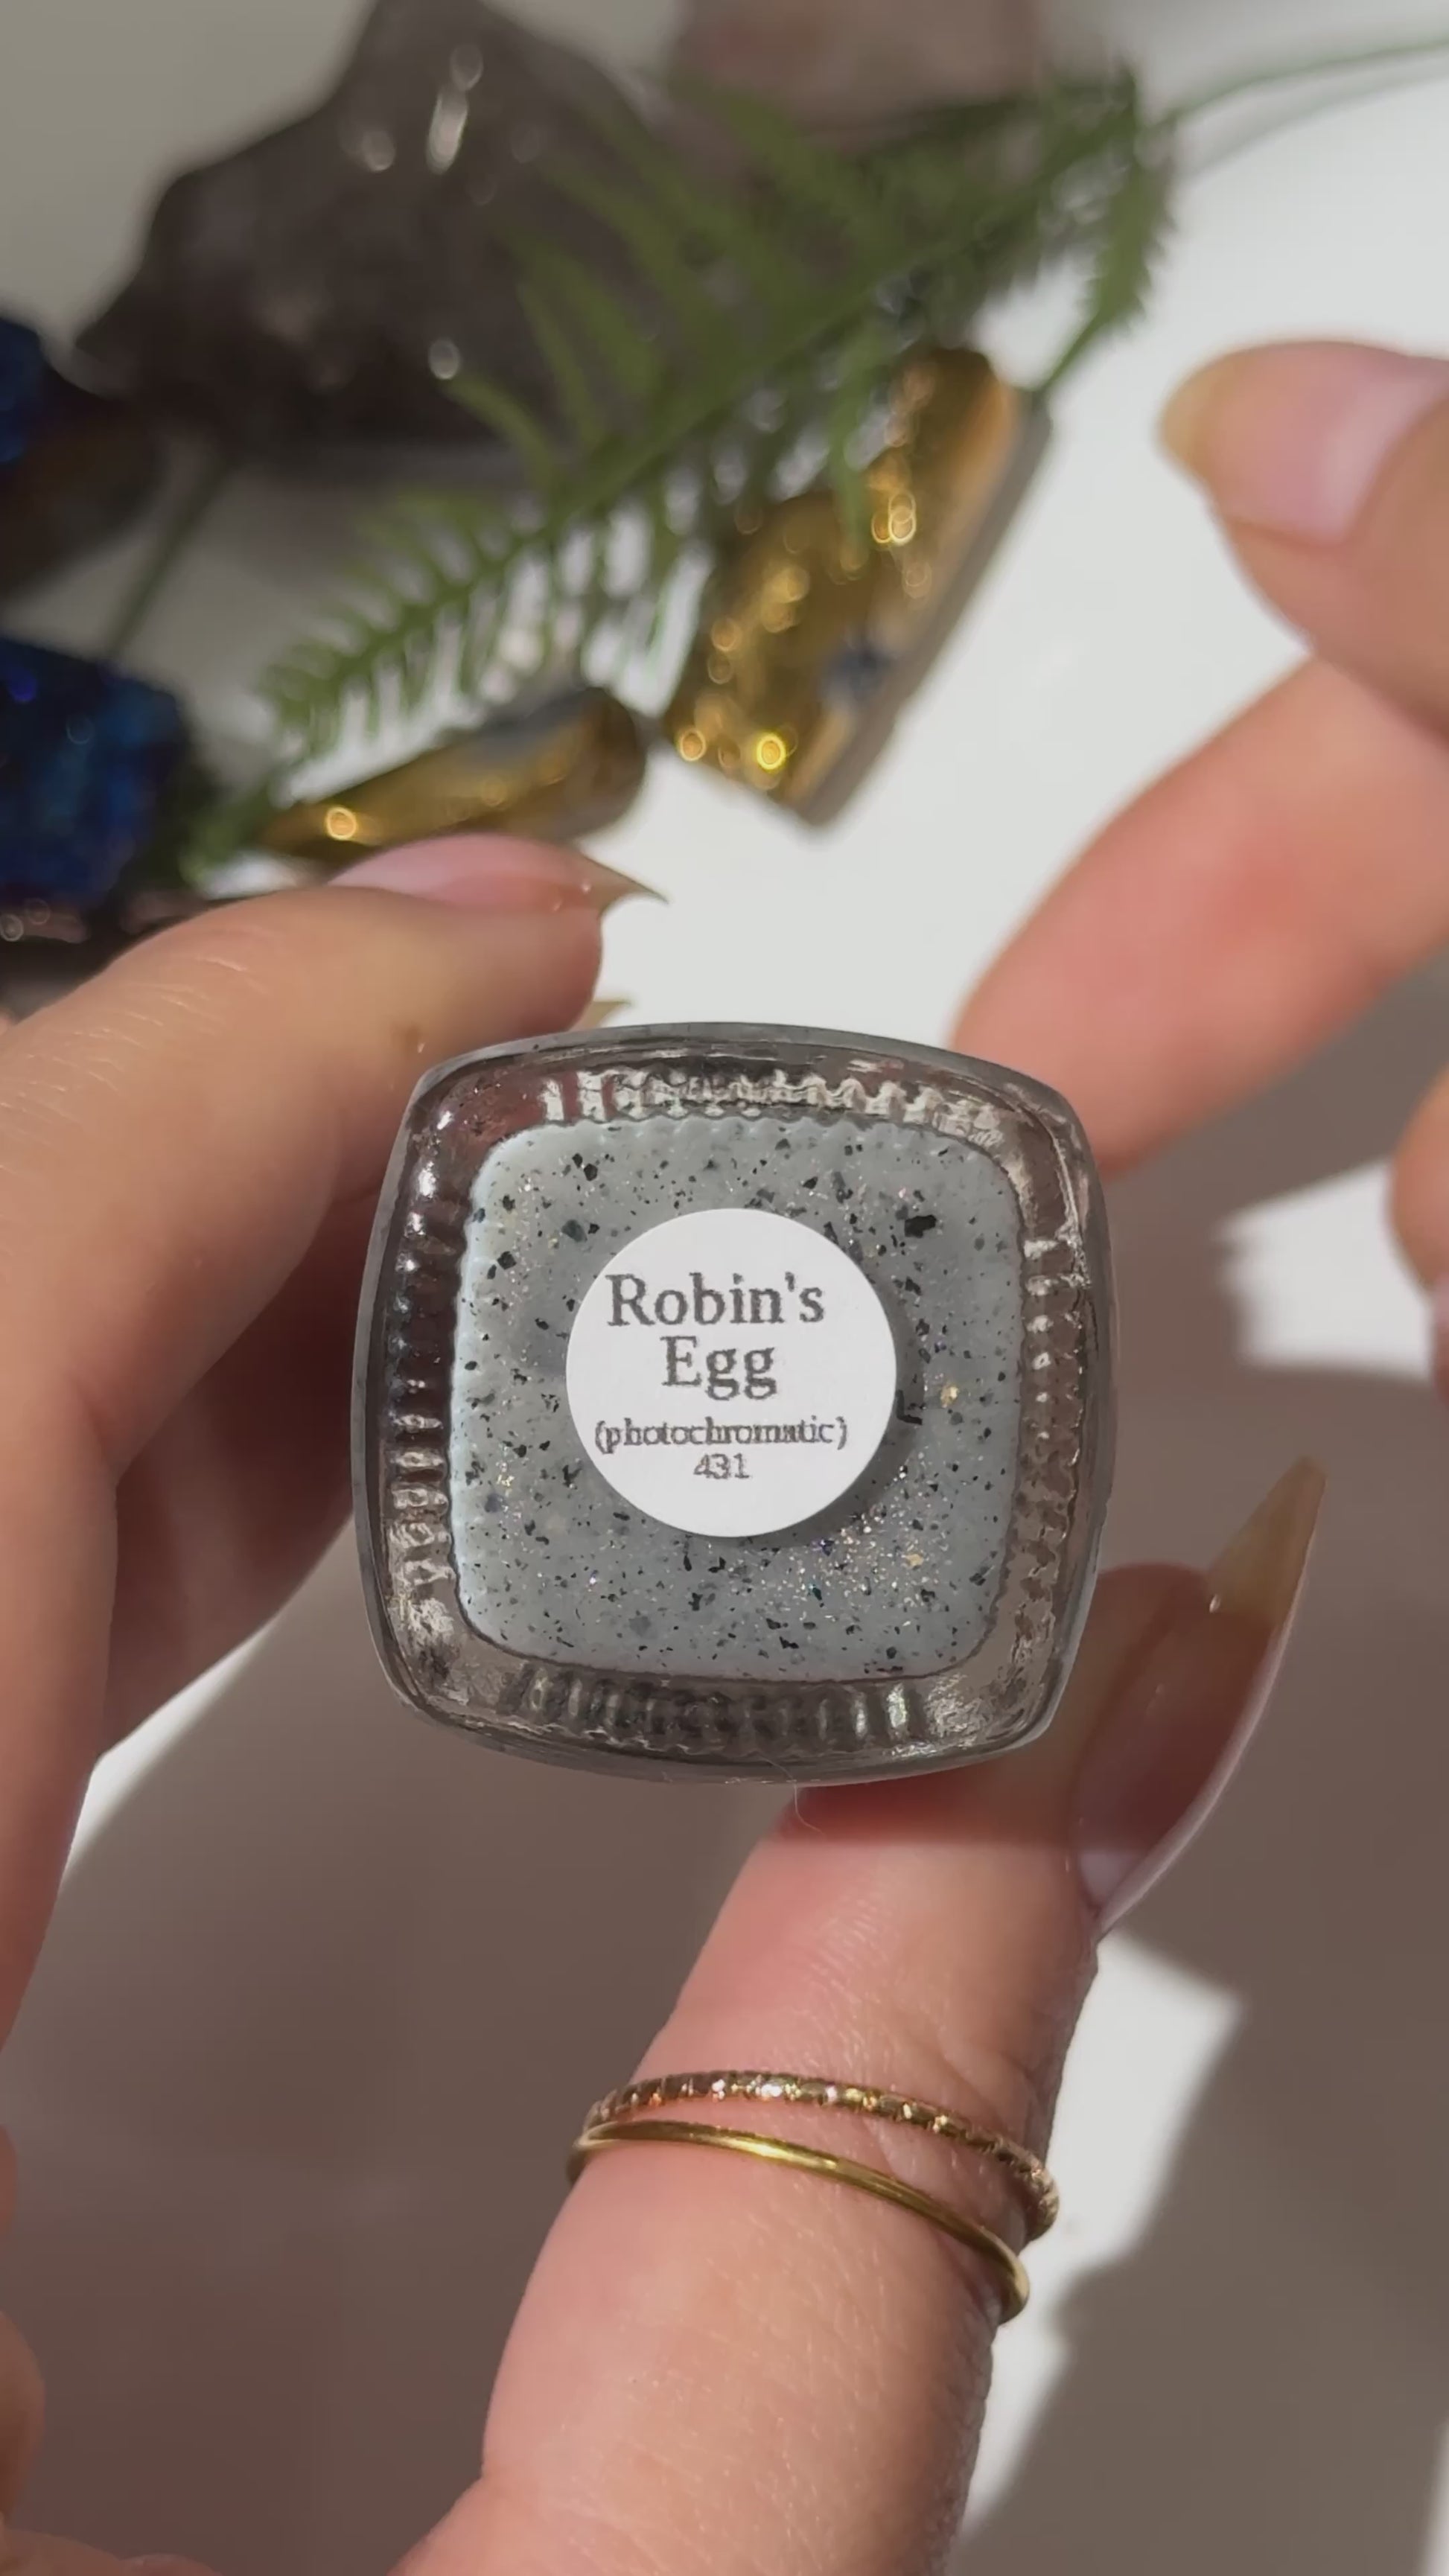 Robin's
Egg
(photochromatic)
431